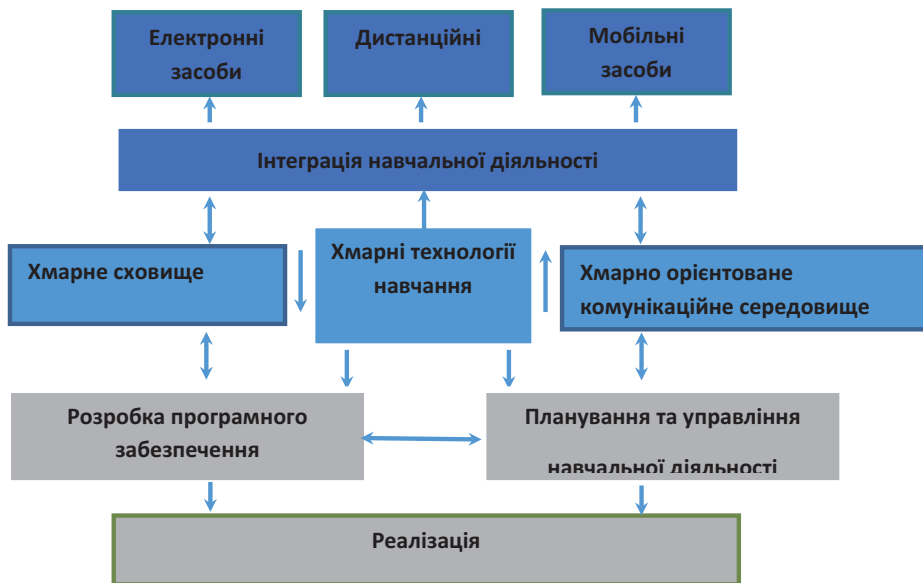 Електронні
засоби
Дистанційні
Мобільні
засоби
Інтеграція навчальної діяльності
Хмарне сховище
Хмарні технології
навчання
Хмарно орієнтоване
комунікаційне середовище
Розробка програмного
забезпечення
Планування та управління
навчальної діяльності
Реалізація